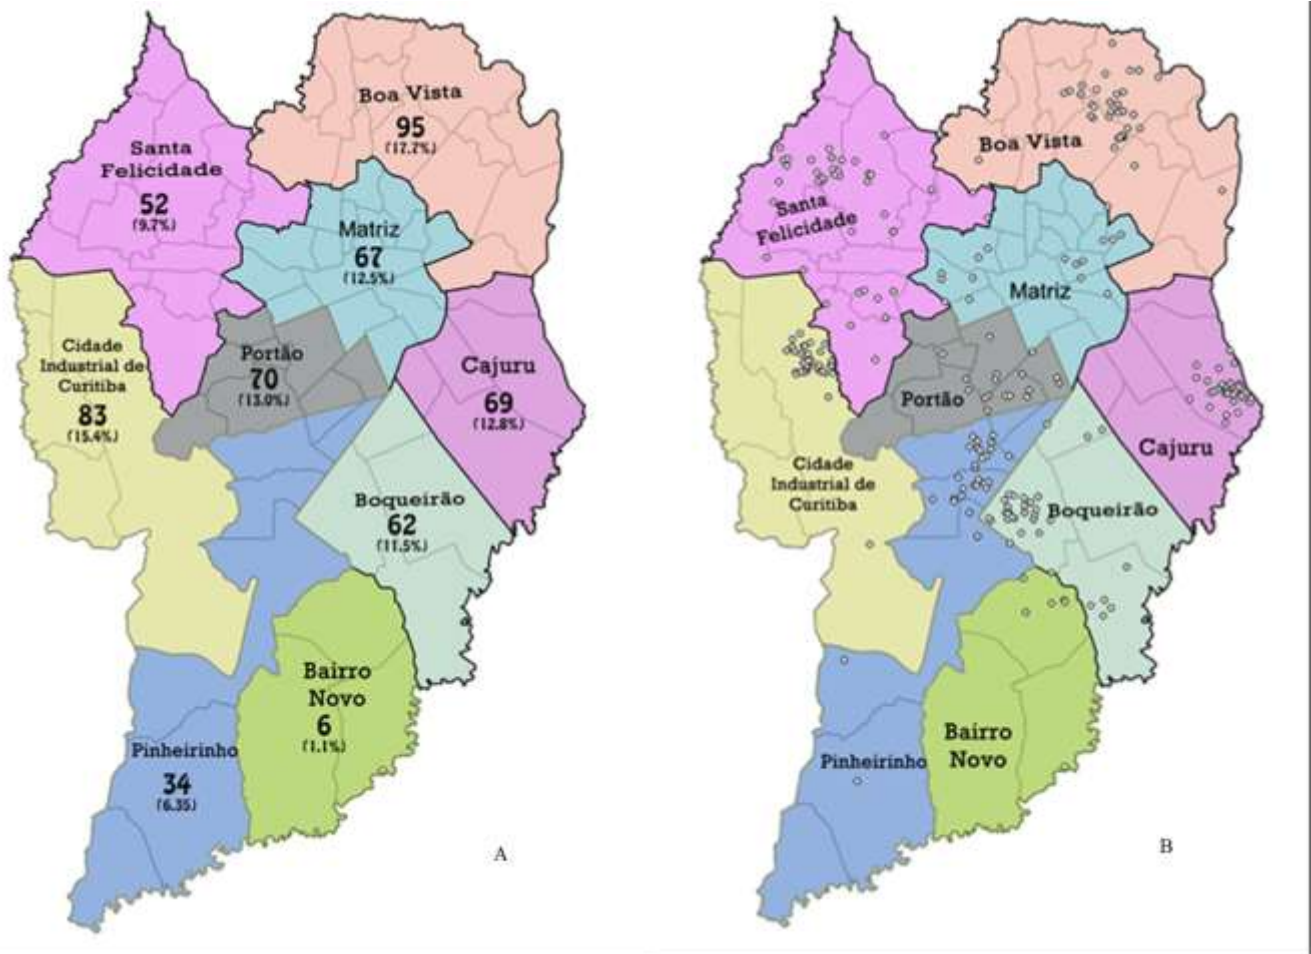 Boa Vista
95
(17.7%)
Santa
Felicidade
52
(9.7%)
Matriz
67
(12.5%)
Cidade
Industrial de
Curitiba
83
(15.4%)
Portão
70
(13.0%)
Cajuru
69
(12.8%)
Boqueirão
62
(11.5%)
Bairro
Novo
6
(1.1%)
Pinheirinho
34
(6.35)
A
Boa Vista
Santa
Felicidade
Matriz
Portão
Cajuru
Cidade
Industrial de
Curitiba
Boqueirão
Bairro
Novo
Pinheirinho
B